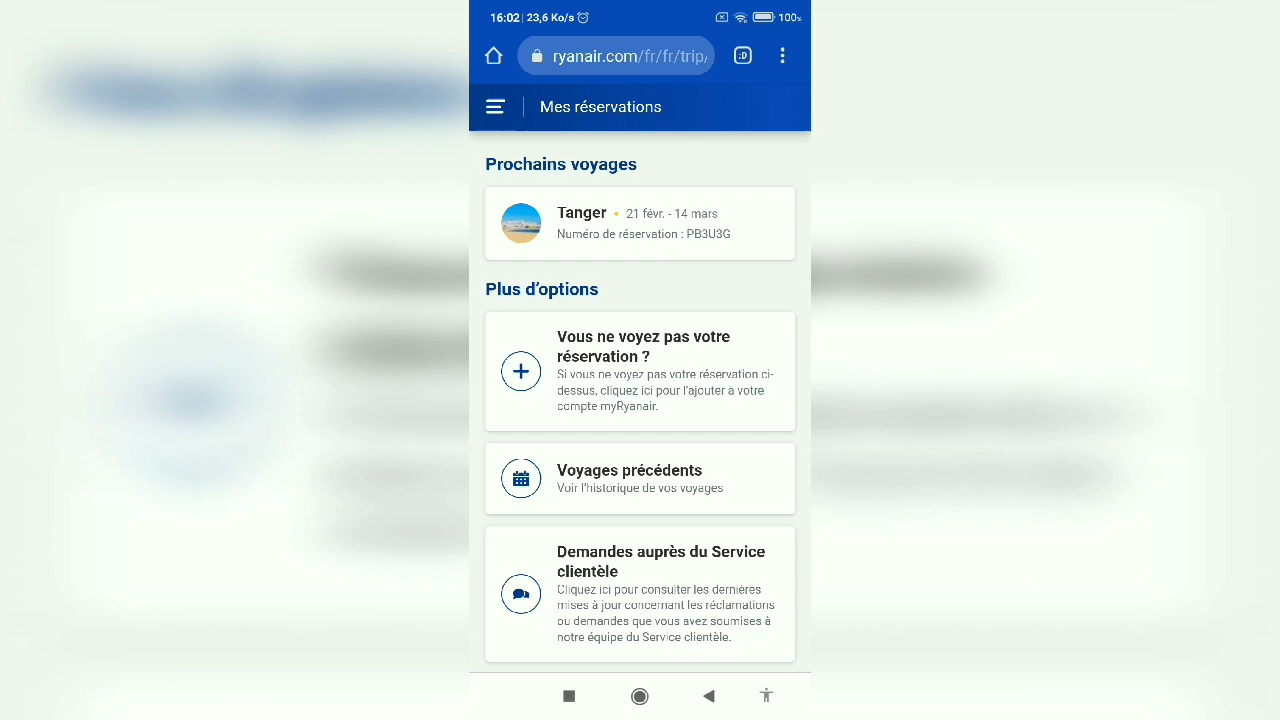 16:02 | 23,6 Ko/s
100%
ryanair.com/fr/fr/trip/
:D
Mes réservations
Prochains voyages
Tanger • 21 févr. - 14 mars
Numéro de réservation : PB3U3G
Plus d'options
Vous ne voyez pas votre
réservation ?
Si vous ne voyez pas votre réservation ci-
dessus, cliquez ici pour l'ajouter à votre
compte myRyanair.
Voyages précédents
Voir l'historique de vos voyages
Demandes auprès du Service
clientèle
Cliquez ici pour consulter les dernières
mises à jour concernant les réclamations
ou demandes que vous avez soumises à
notre équipe du Service clientèle.